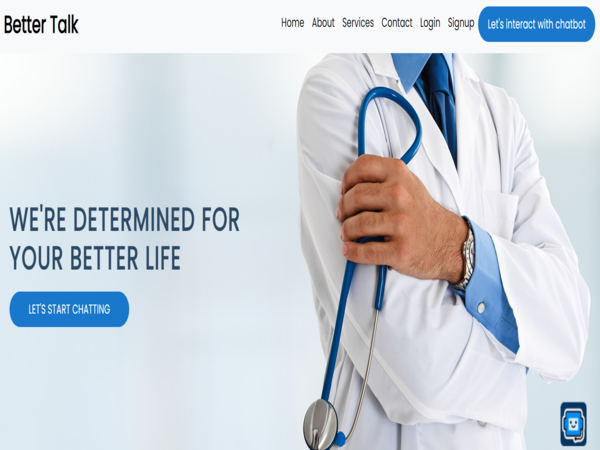 Better Talk
Home About Services Contact Login Signup Let's interact with chatbot
WE'RE DETERMINED FOR
YOUR BETTER LIFE
LET'S START CHATTING